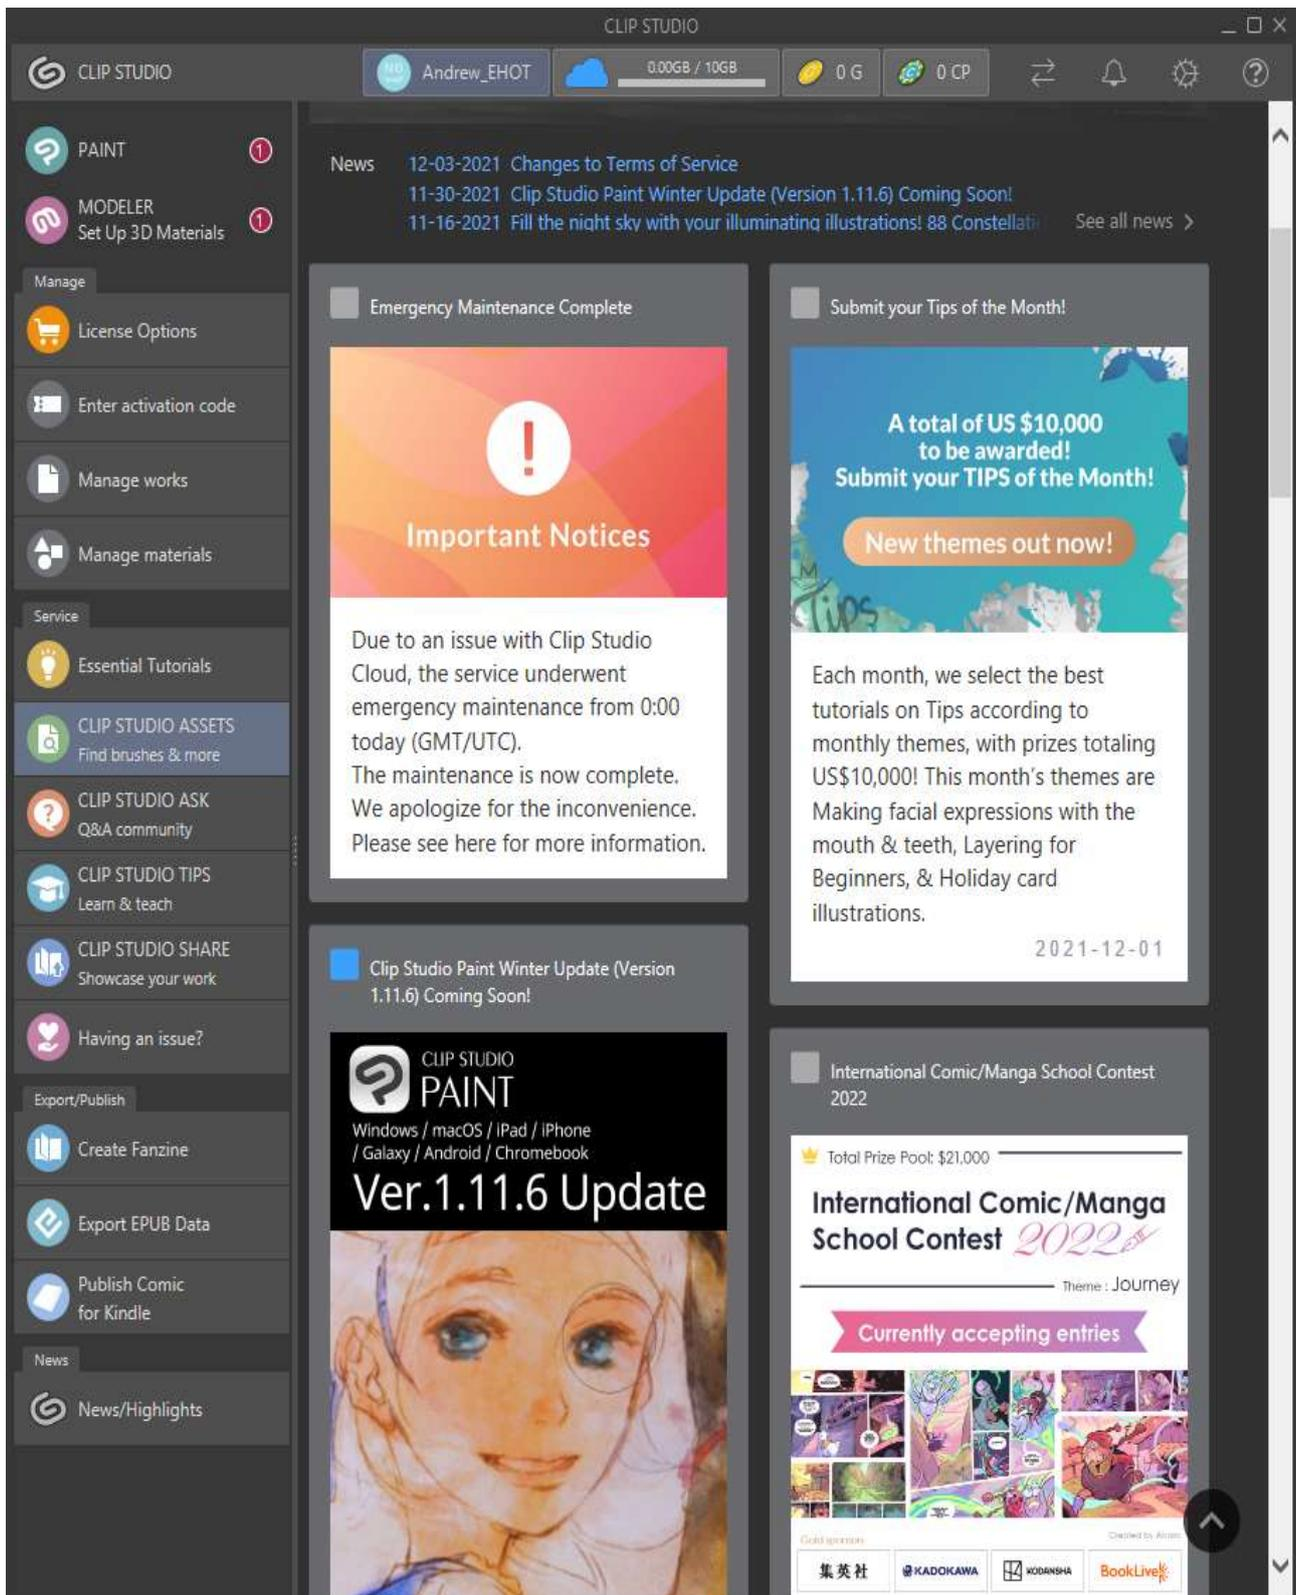 CLIP STUDIO
CLIP STUDIO
Andrew_EHOT
0.00GB / 10GB
0 G
0 CP
PAINT
1
MODELER
Set Up 3D Materials
1
Manage
License Options
Enter activation code
Manage works
Manage materials
Service
Essential Tutorials
CLIP STUDIO ASSETS
Find brushes & more
CLIP STUDIO ASK
Q&A community
CLIP STUDIO TIPS
Learn & teach
CLIP STUDIO SHARE
Showcase your work
Having an issue?
Export/Publish
Create Fanzine
Export EPUB Data
Publish Comic
for Kindle
News
News/Highlights
News
12-03-2021 Changes to Terms of Service
11-30-2021 Clip Studio Paint Winter Update (Version 1.11.6) Coming Soon!
11-16-2021 Fill the night sky with your illuminating illustrations! 88 Constellati
See all news
Emergency Maintenance Complete
!
Important Notices
Due to an issue with Clip Studio
Cloud, the service underwent
emergency maintenance from 0:00
today (GMT/UTC).
The maintenance is now complete.
We apologize for the inconvenience.
Please see here for more information.
Clip Studio Paint Winter Update (Version
1.11.6) Coming Soon!
CLIP STUDIO
PAINT
Windows / macOS / iPad / iPhone
/ Galaxy / Android / Chromebook
Ver.1.11.6 Update
Submit your Tips of the Month!
A total of US $10,000
to be awarded!
Submit your TIPS of the Month!
New themes out now!
Tips
Each month, we select the best
tutorials on Tips according to
monthly themes, with prizes totaling
US$10,000! This month's themes are
Making facial expressions with the
mouth & teeth, Layering for
Beginners, & Holiday card
illustrations.
2021-12-01
International Comic/Manga School Contest
2022
Total Prize Pool: $21,000
International Comic/Manga
School Contest 2022
Theme : Journey
Currently accepting entries
Gold sponsors
Created by
集英社
KADOKAWA
KODANSHA
BookLive